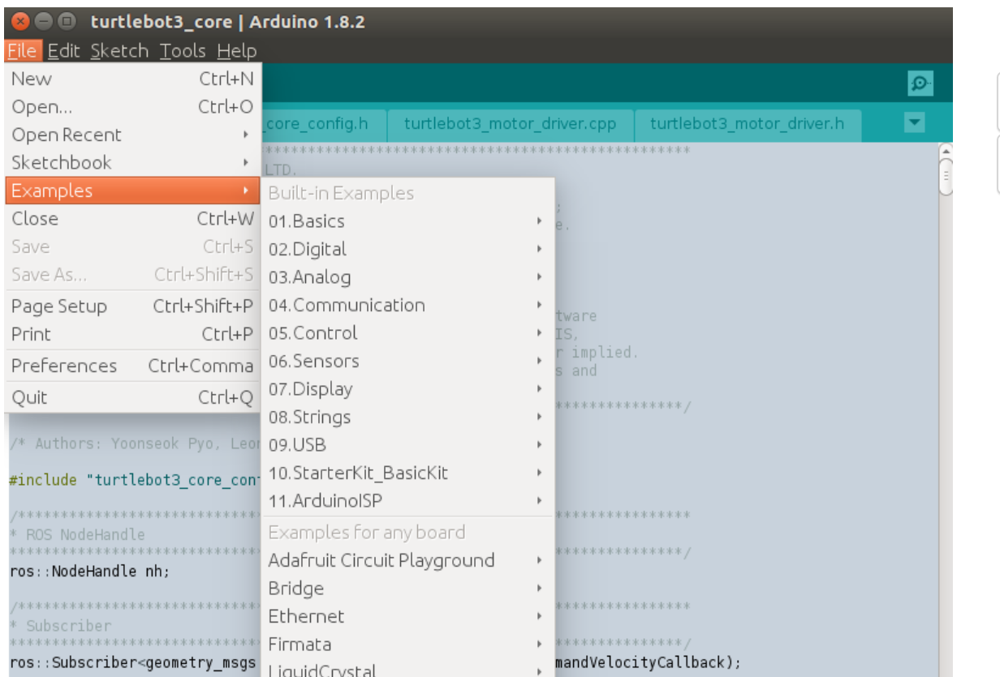 turtlebot3_core | Arduino 1.8.2
File Edit Sketch Tools Help
New Ctrl+N
Open... Ctrl+O
Open Recent
Sketchbook
Examples
Close Ctrl+W
Save Ctrl+S
Save As... Ctrl+Shift+S
Page Setup Ctrl+Shift+P
Print Ctrl+P
Preferences Ctrl+Comma
Quit Ctrl+Q
Built-in Examples
01.Basics
02.Digital
03.Analog
04.Communication
05.Control
06.Sensors
07.Display
08.Strings
09.USB
10.StarterKit_BasicKit
11.ArduinoISP
Examples for any board
Adafruit Circuit Playground
Bridge
Ethernet
Firmata
LiquidCrystal
_core_config.h turtlebot3_motor_driver.cpp turtlebot3_motor_driver.h
LTD.
;
e.
tware
IS,
r implied.
s and
/* Authors: Yoonseok Pyo, Leon
#include "turtlebot3_core_con
* ROS NodeHandle
ros::NodeHandle nh;
* Subscriber
ros::Subscriber<geometry_msgs mandVelocityCallback);